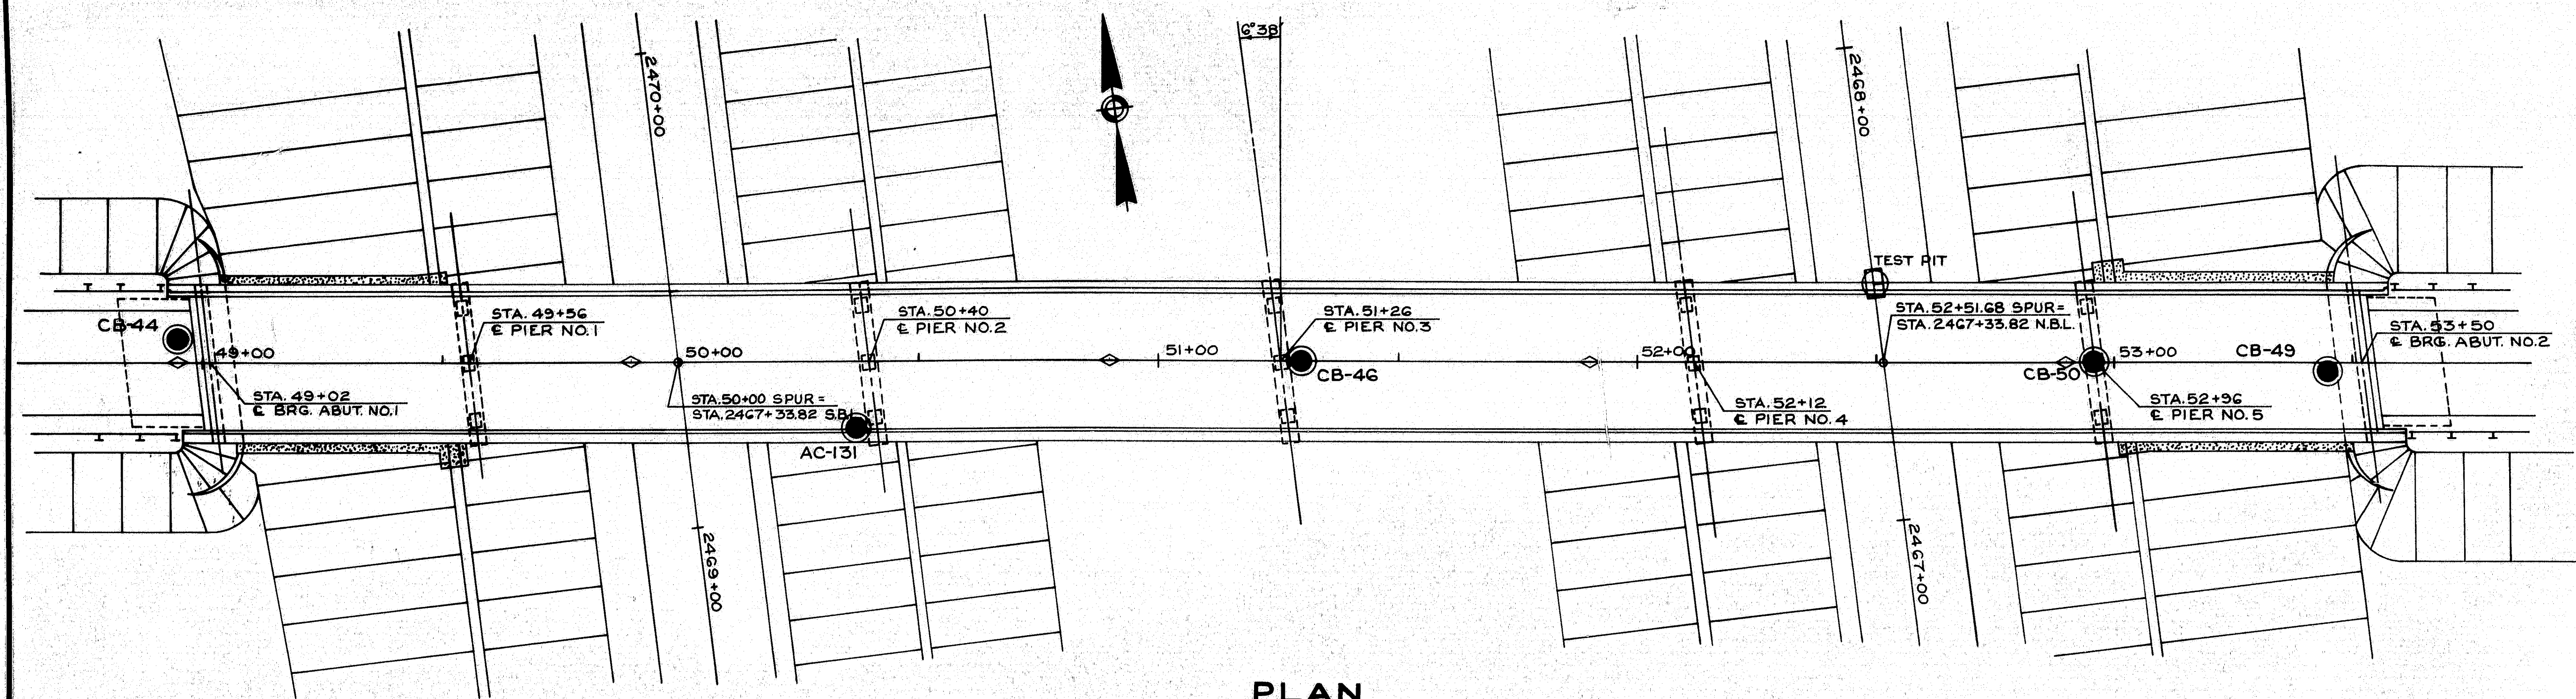 6°38'
2470+00
2468+00
TEST PIT
CB-44
49+00
STA. 49+56
℄ PIER NO.1
50+00
STA. 50+40
℄ PIER NO.2
51+00
STA. 51+26
℄ PIER NO.3
CB-46
52+00
STA. 52+51.68 SPUR=
STA. 2467+33.82 N.B.L.
CB-50
53+00
CB-49
STA. 53+50
℄ BRG. ABUT. NO.2
STA. 49+02
℄ BRG. ABUT. NO.1
STA. 50+00 SPUR=
STA. 2467+33.82 S.B.
AC-131
STA. 52+12
℄ PIER NO. 4
STA. 52+96
℄ PIER NO. 5
2469+00
2467+00
PLAN